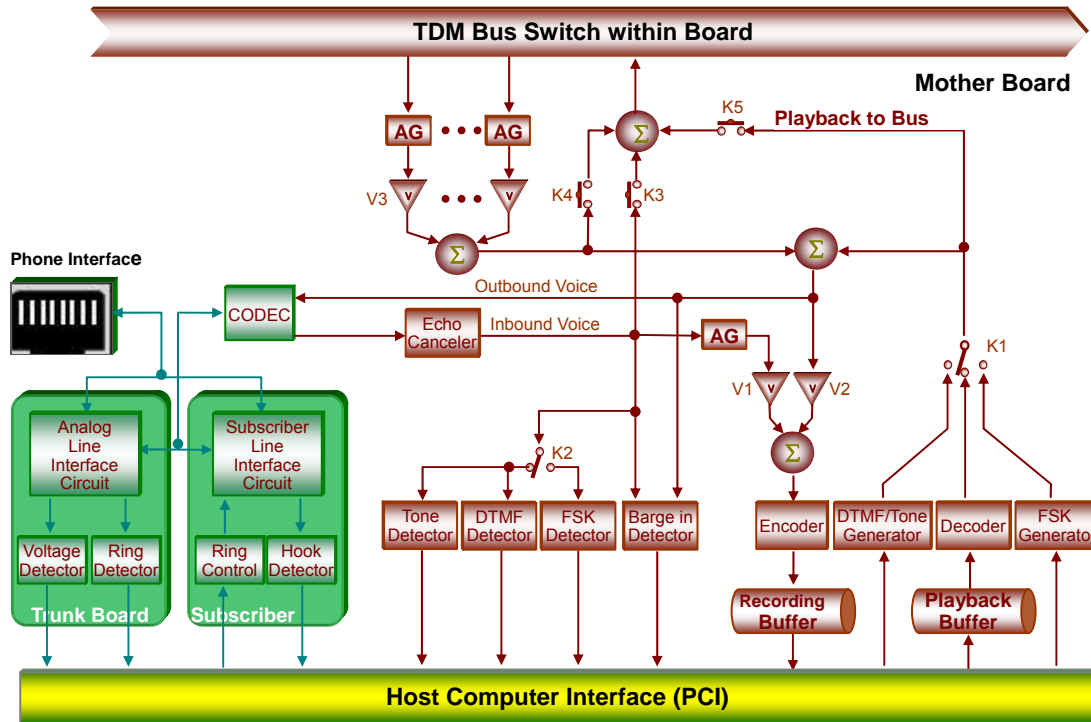 TDM Bus Switch within Board
Mother Board
AG
AG
K5
Playback to Bus
Σ
V3
V
V
K4
K3
Σ
Σ
Phone Interface
CODEC
Outbound Voice
Echo
Canceler
Inbound Voice
AG
K1
V1
V
V
V2
Analog
Line
Interface
Circuit
Subscriber
Line
Interface
Circuit
K2
Σ
Tone
Detector
DTMF
Detector
FSK
Detector
Barge in
Detector
Encoder
DTMF/Tone
Generator
Decoder
FSK
Generato
Voltage
Detector
Ring
Detector
Ring
Control
Hook
Detector
Trunk Board
Subscriber
Recording
Buffer
Playback
Buffer
Host Computer Interface (PCI)